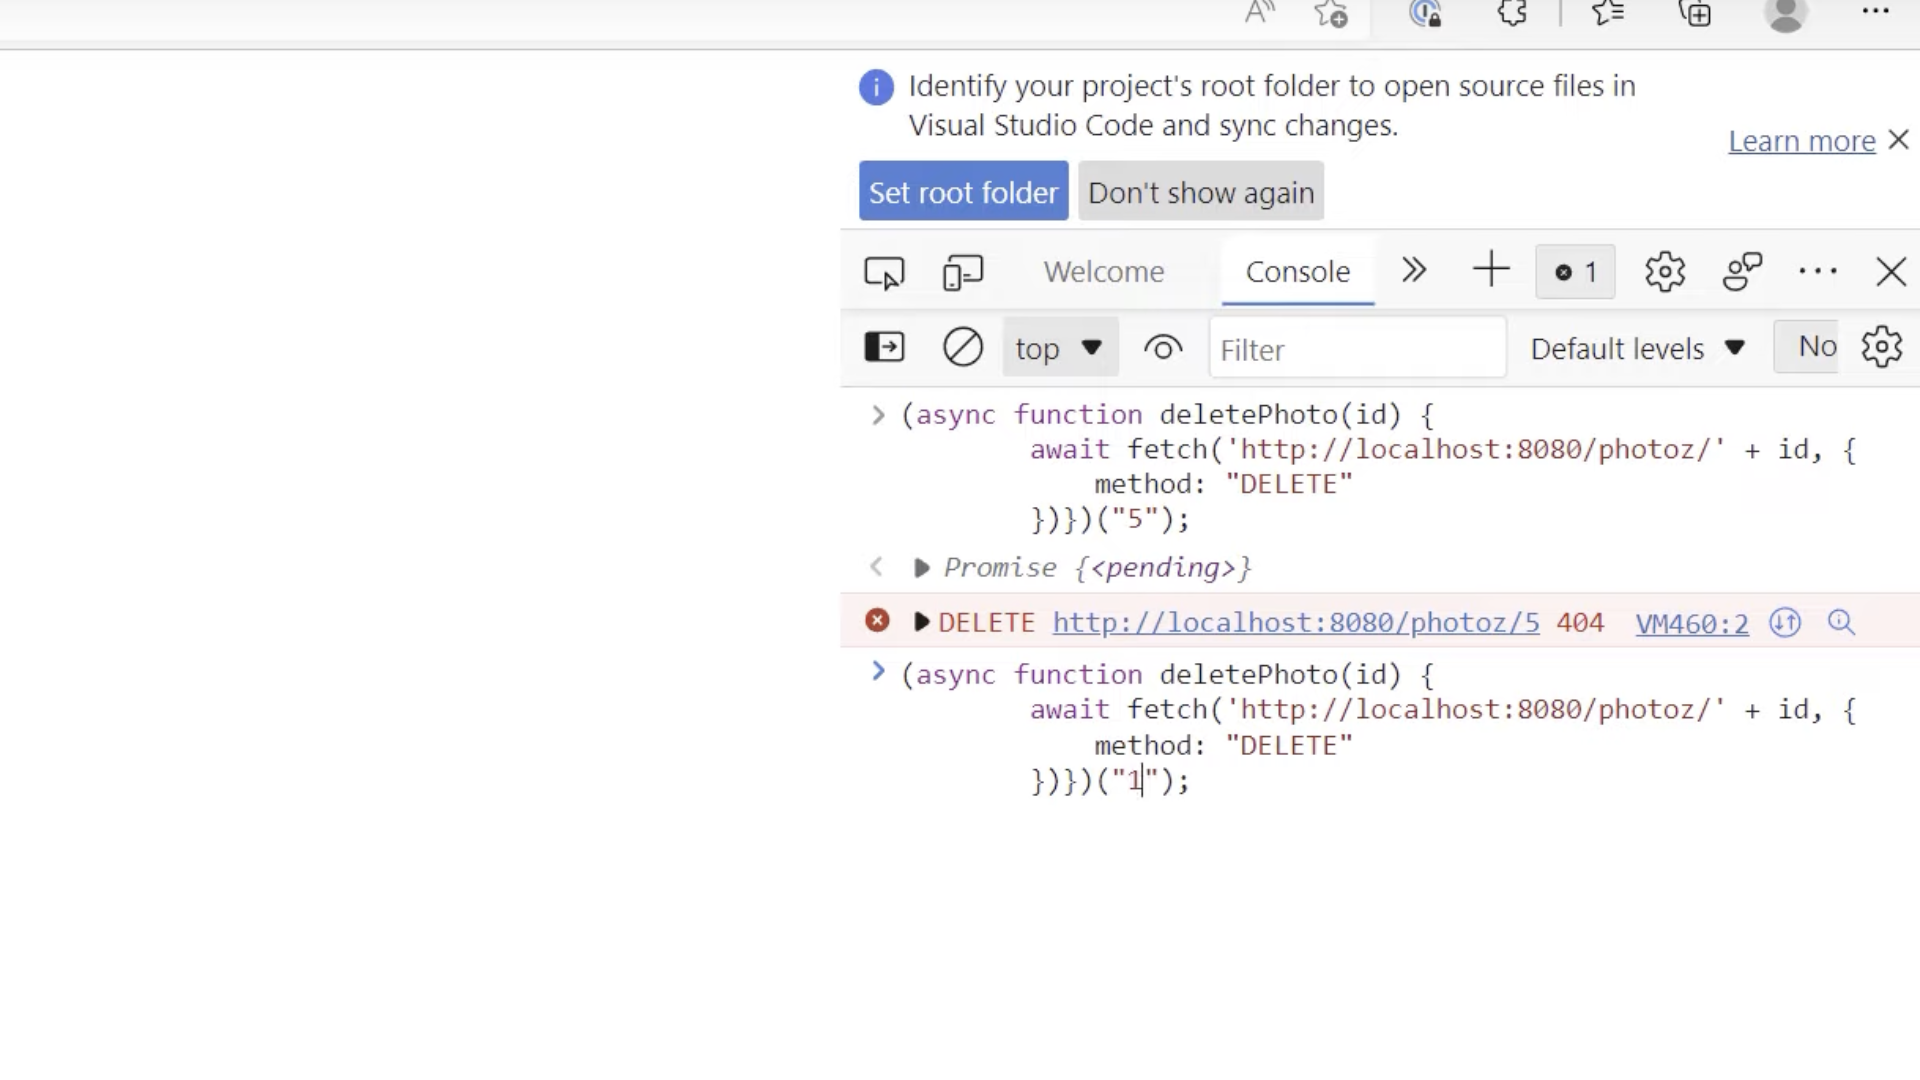 Identify your project's root folder to open source files in
Visual Studio Code and sync changes.
Learn more
Set root folder Don't show again
Welcome Console 1
top Filter Default levels No
(async function deletePhoto(id) {
await fetch('http://localhost:8080/photoz/' + id, {
method: "DELETE"
})})("5");
Promise {<pending>}
DELETE http://localhost:8080/photoz/5 404 VM460:2
(async function deletePhoto(id) {
await fetch('http://localhost:8080/photoz/' + id, {
method: "DELETE"
})})("1");